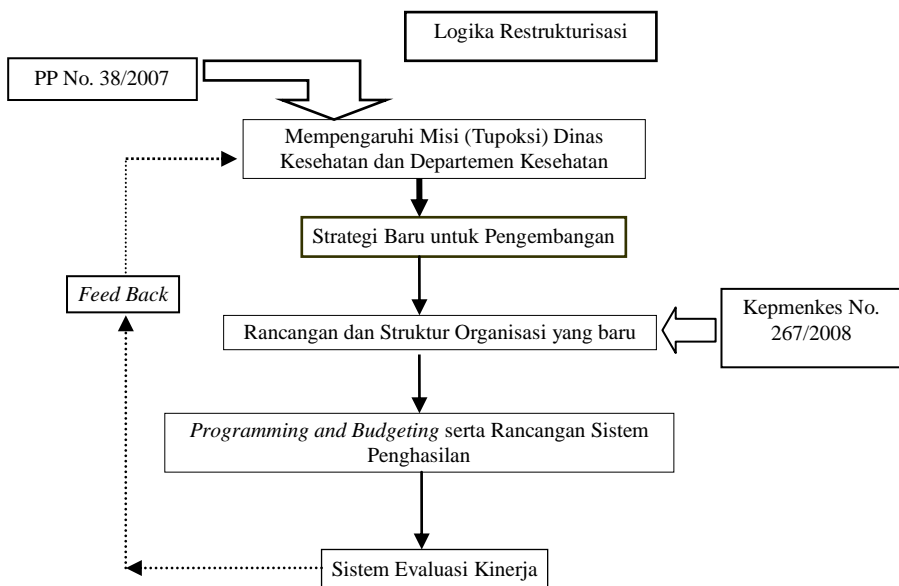 Logika Restrukturisasi
PP No. 38/2007
Mempengaruhi Misi (Tupoksi) Dinas
Kesehatan dan Departemen Kesehatan
Strategi Baru untuk Pengembangan
Feed Back
Rancangan dan Struktur Organisasi yang baru
Kepmenkes No.
267/2008
Programming and Budgeting serta Rancangan Sistem
Penghasilan
Sistem Evaluasi Kinerja